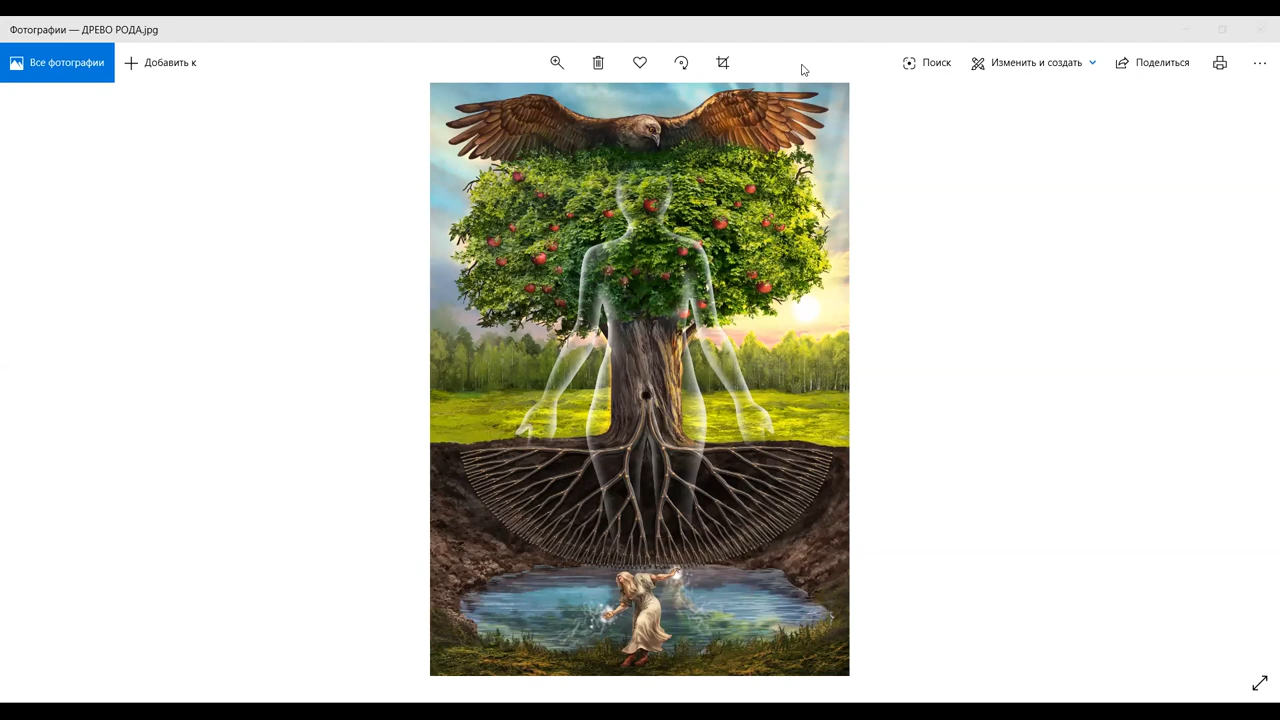 Фотографии — ДРЕВО РОДА.jpg
Все фотографии
Добавить к
Поиск
Изменить и создать
Поделиться